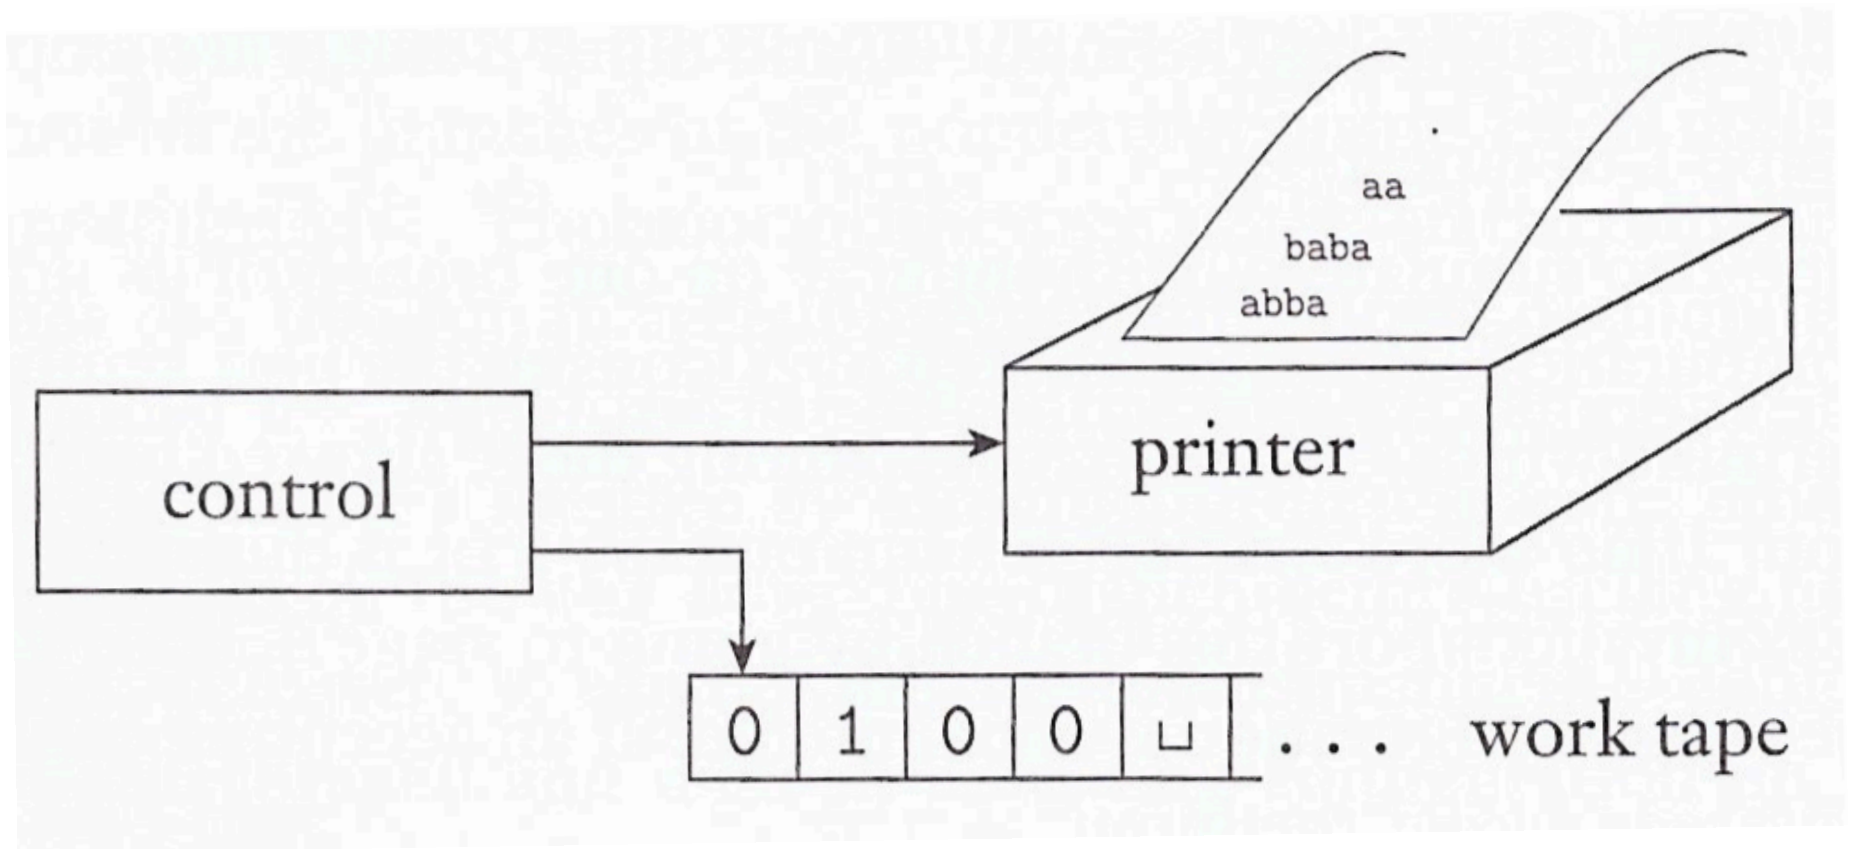 aa
baba
abba
control
printer
0 1 0 0 ⊔ . . . work tape